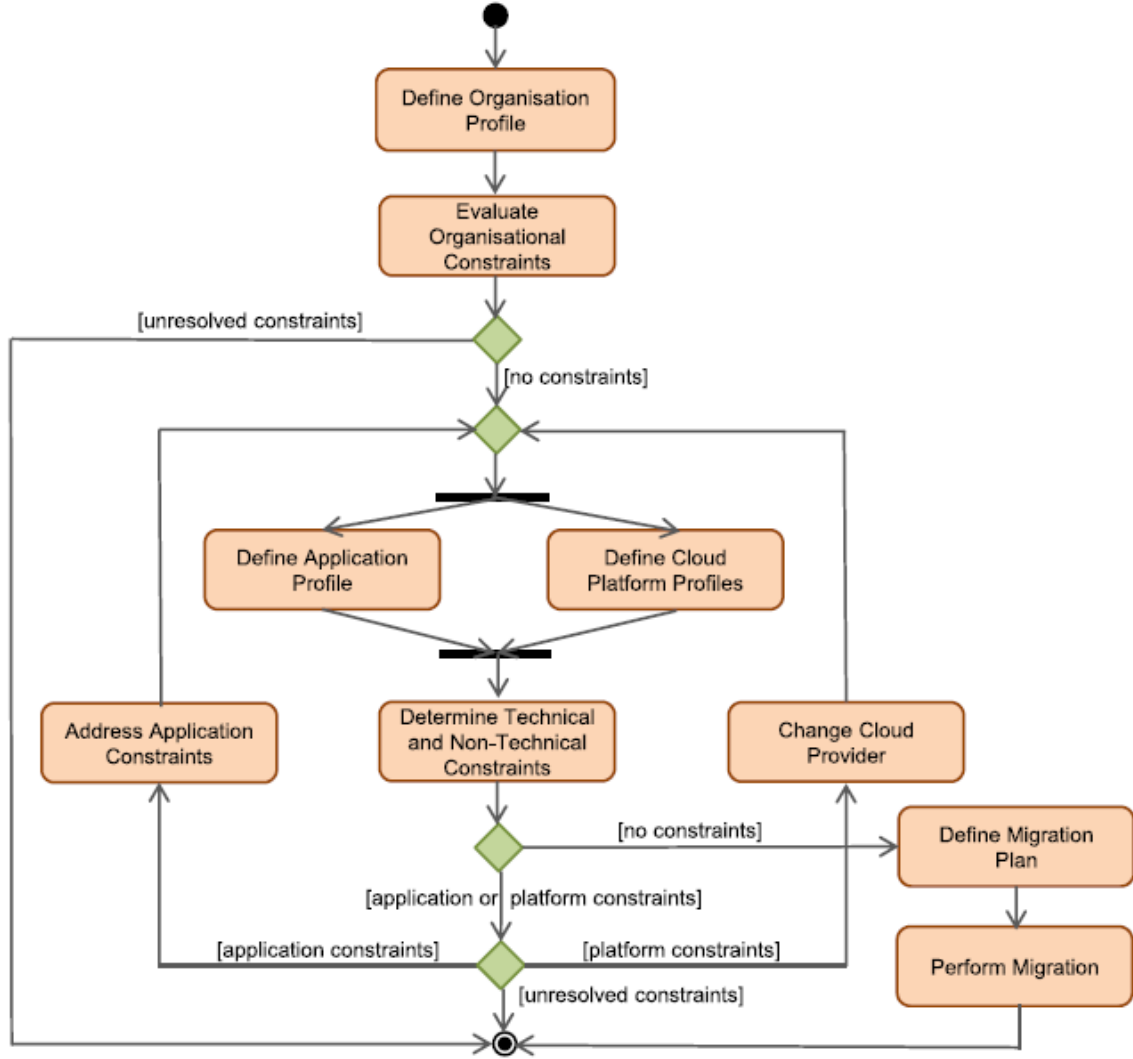 Define Organisation
Profile
Evaluate
Organisational
Constraints
[unresolved constraints]
[no constraints]
Define Application
Profile
Define Cloud
Platform Profiles
Address Application
Constraints
Determine Technical
and Non-Technical
Constraints
Change Cloud
Provider
[no constraints]
Define Migration
Plan
[application or platform constraints]
[application constraints]
[platform constraints]
Perform Migration
[unresolved constraints]